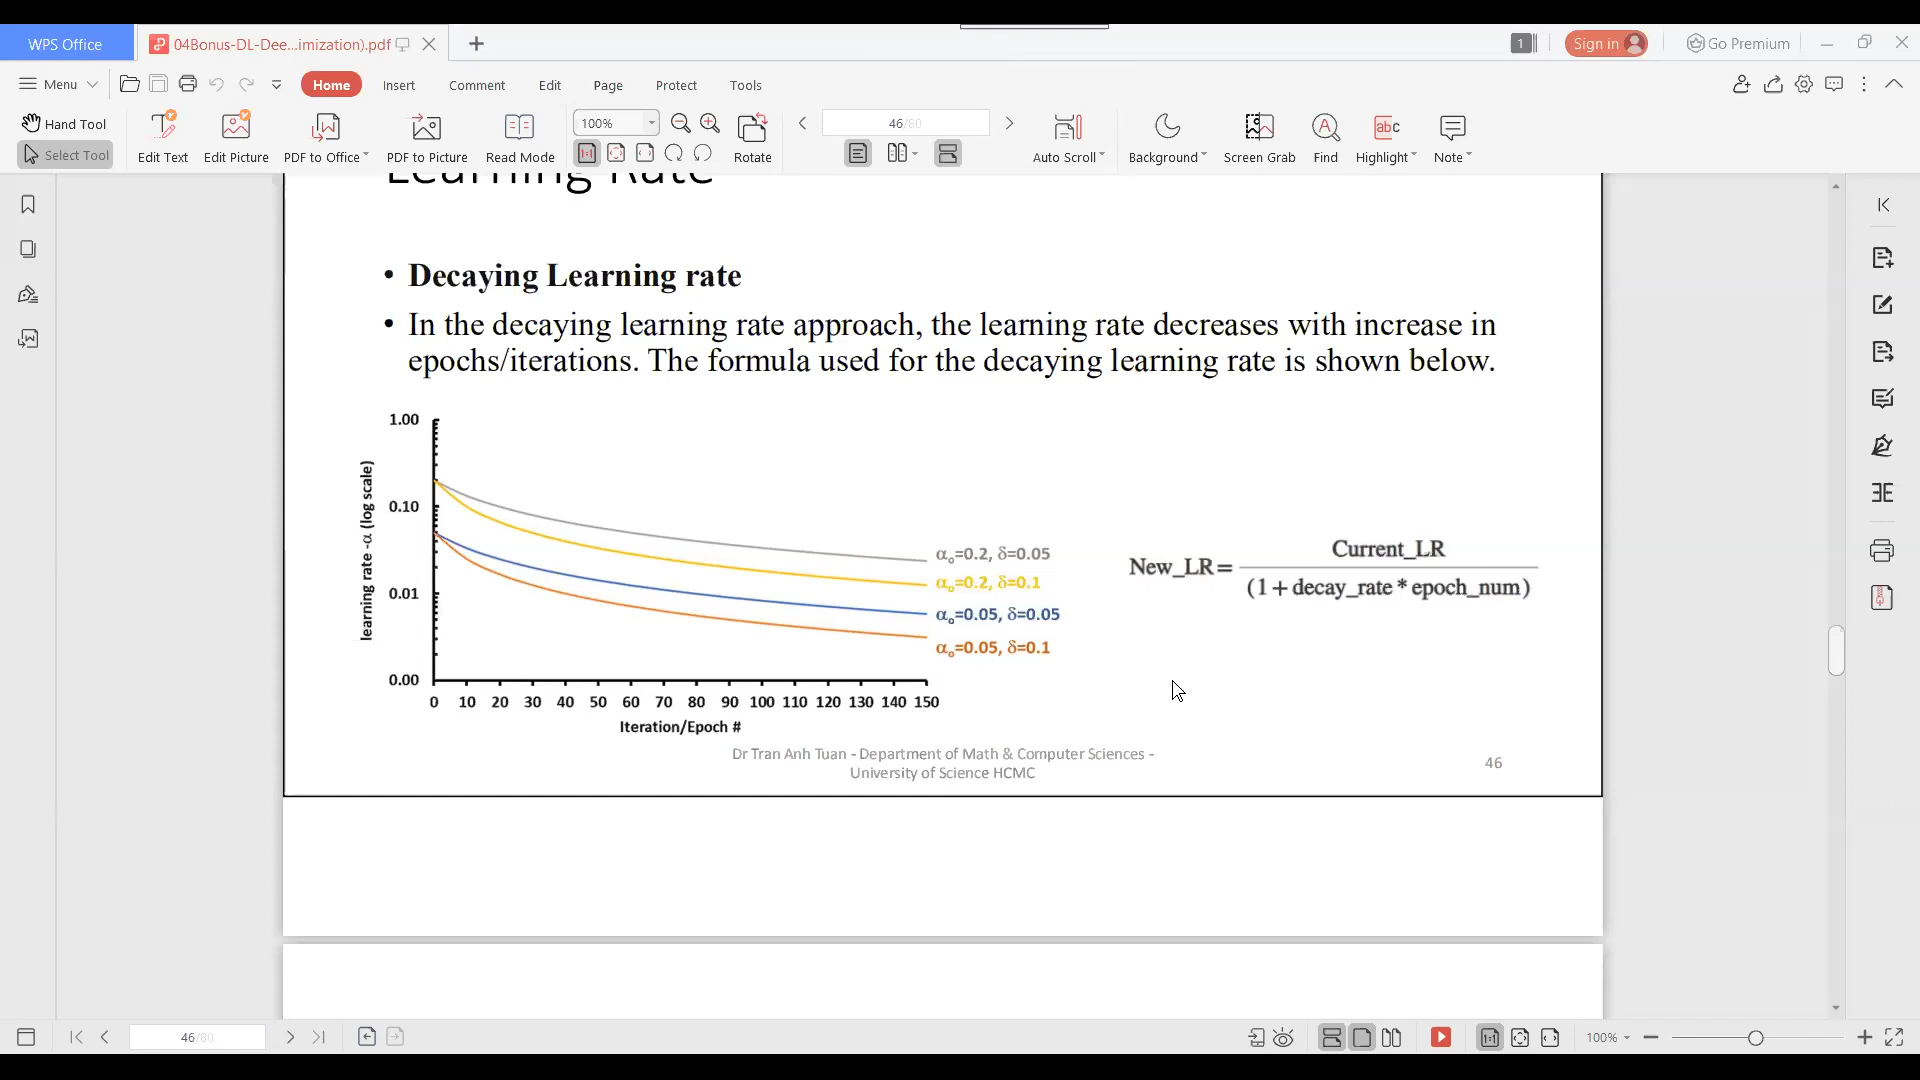 WPS Office
04Bonus-DL-Dee...imization).pdf
1
Sign in
Go Premium
Menu
Home
Insert
Comment
Edit
Page
Protect
Tools
Hand Tool
Select Tool
Edit Text
Edit Picture
PDF to Office
PDF to Picture
Read Mode
100%
Rotate
46/80
Auto Scroll
Background
Screen Grab
Find
Highlight
Note
Learning Rate
• Decaying Learning rate
• In the decaying learning rate approach, the learning rate decreases with increase in
epochs/iterations. The formula used for the decaying learning rate is shown below.
learning rate -α (log scale)
1.00
0.10
0.01
0.00
α₀=0.2, δ=0.05
α₀=0.2, δ=0.1
α₀=0.05, δ=0.05
α₀=0.05, δ=0.1
0 10 20 30 40 50 60 70 80 90 100 110 120 130 140 150
Iteration/Epoch #
Current_LR
New_LR=
(1+decay_rate*epoch_num)
Dr Tran Anh Tuan - Department of Math & Computer Sciences -
University of Science HCMC
46
46/80
100%